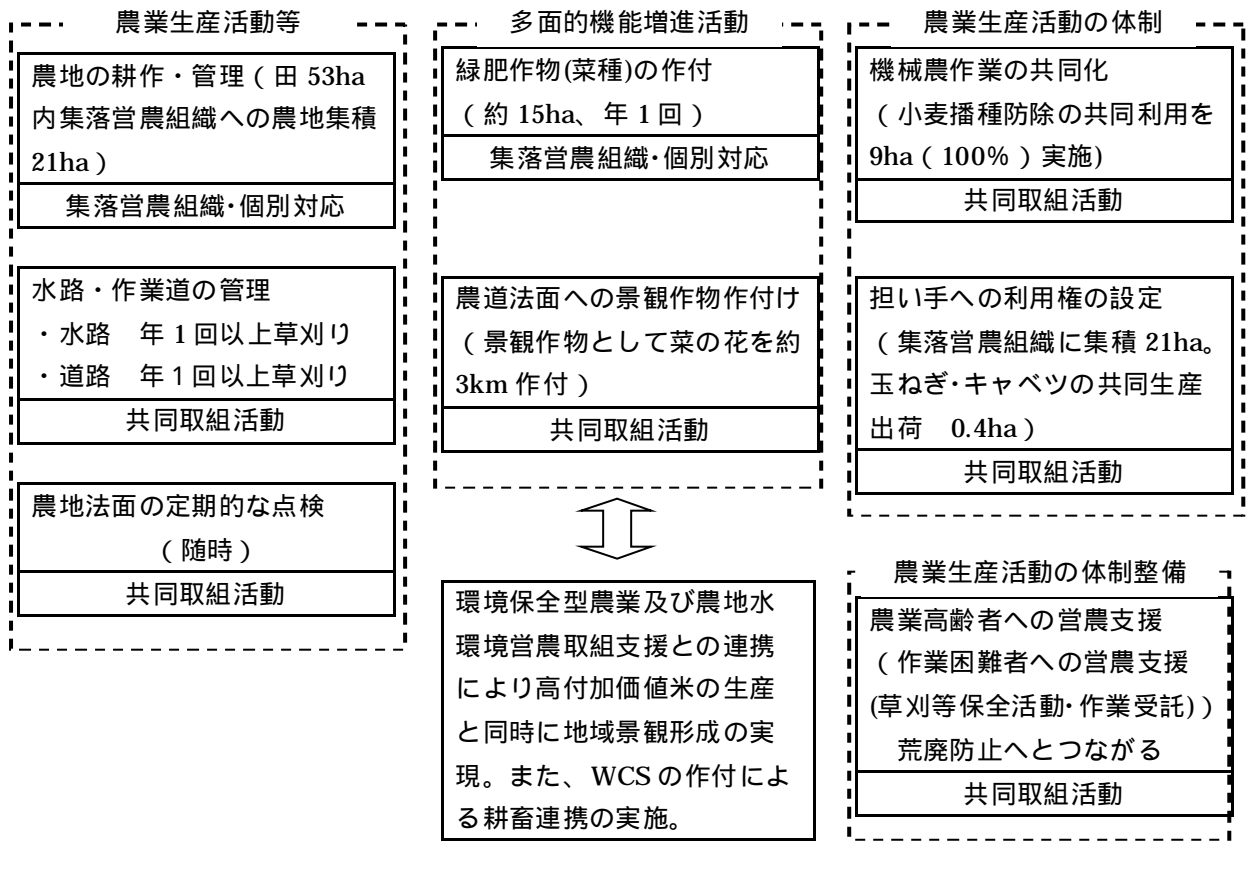 農業生産活動等
農地の耕作・管理（田 53ha
内集落営農組織への農地集積
21ha）
集落営農組織･個別対応
水路・作業道の管理
・水路　年 1 回以上草刈り
・道路　年１回以上草刈り
共同取組活動
農地法面の定期的な点検
（随時）
共同取組活動
多面的機能増進活動
緑肥作物(菜種)の作付
（約 15ha、年 1 回）
集落営農組織･個別対応
農道法面への景観作物作付け
（景観作物として菜の花を約
3km 作付）
共同取組活動
環境保全型農業及び農地水
環境営農取組支援との連携
により高付加価値米の生産
と同時に地域景観形成の実
現。また、WCS の作付によ
る耕畜連携の実施。
農業生産活動の体制
機械農作業の共同化
（小麦播種防除の共同利用を
9ha（100％）実施)
共同取組活動
担い手への利用権の設定
（集落営農組織に集積 21ha。
玉ねぎ･キャベツの共同生産
出荷　0.4ha）
共同取組活動
農業生産活動の体制整備
農業高齢者への営農支援
（作業困難者への営農支援
(草刈等保全活動･作業受託)）
荒廃防止へとつながる
共同取組活動